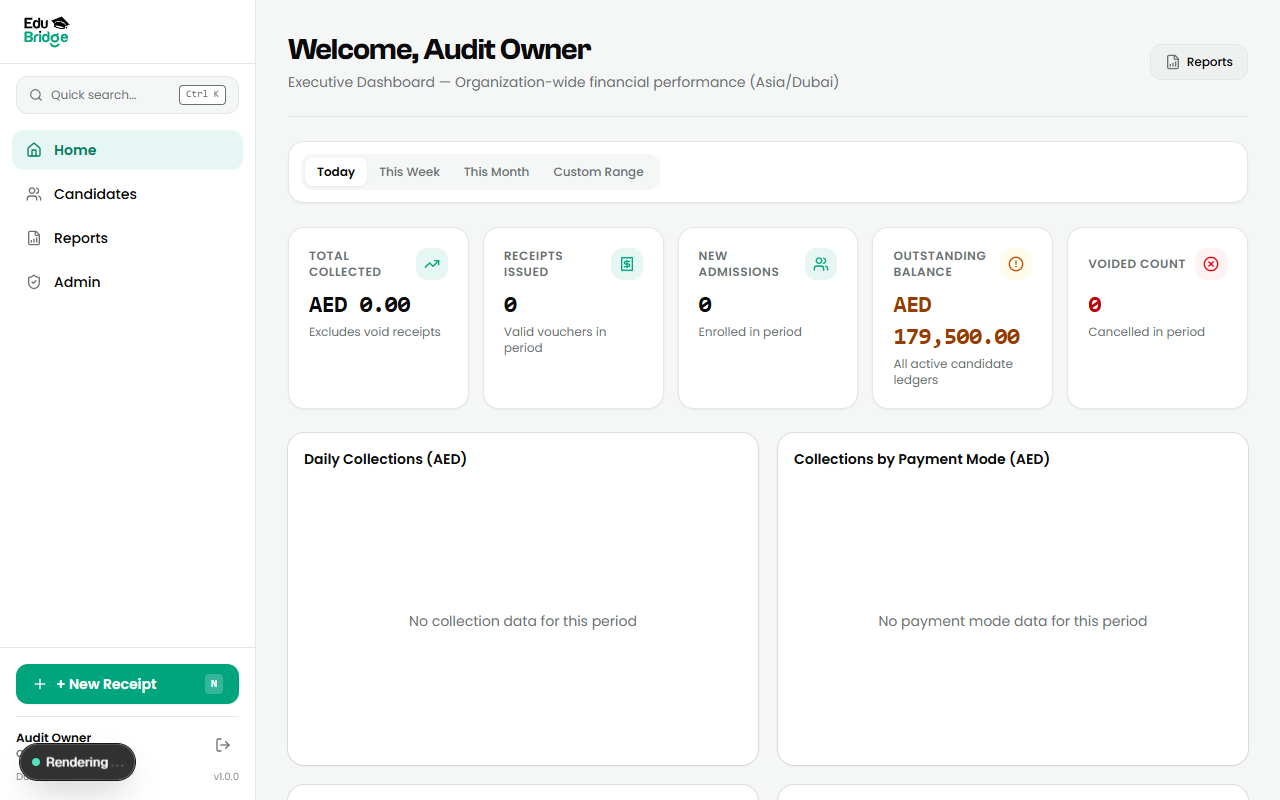 Edu
Bridge
Quick search...
Ctrl K
Home
Candidates
Reports
Admin
+ New Receipt
N
Audit Owner
Rendering ...
v1.0.0
Welcome, Audit Owner
Executive Dashboard — Organization-wide financial performance (Asia/Dubai)
Reports
Today
This Week
This Month
Custom Range
TOTAL
COLLECTED
AED 0.00
Excludes void receipts
RECEIPTS
ISSUED
0
Valid vouchers in
period
NEW
ADMISSIONS
0
Enrolled in period
OUTSTANDING
BALANCE
AED
179,500.00
All active candidate
ledgers
VOIDED COUNT
0
Cancelled in period
Daily Collections (AED)
No collection data for this period
Collections by Payment Mode (AED)
No payment mode data for this period